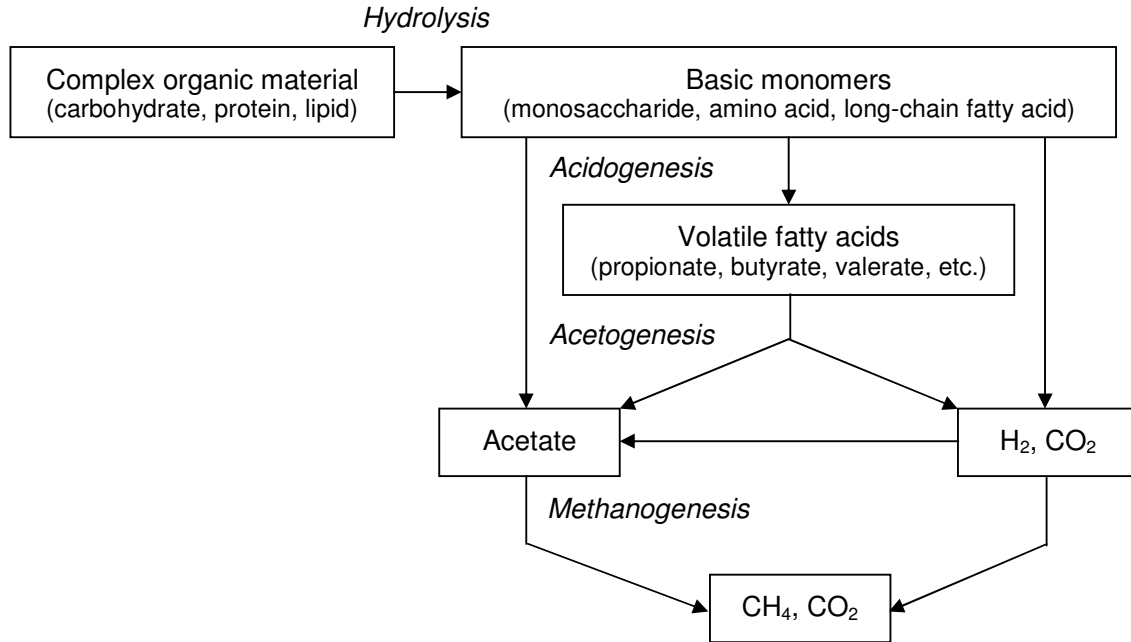 Hydrolysis
Complex organic material
(carbohydrate, protein, lipid)
Basic monomers
(monosaccharide, amino acid, long-chain fatty acid)
Acidogenesis
Volatile fatty acids
(propionate, butyrate, valerate, etc.)
Acetogenesis
Acetate
H₂, CO₂
Methanogenesis
CH₄, CO₂